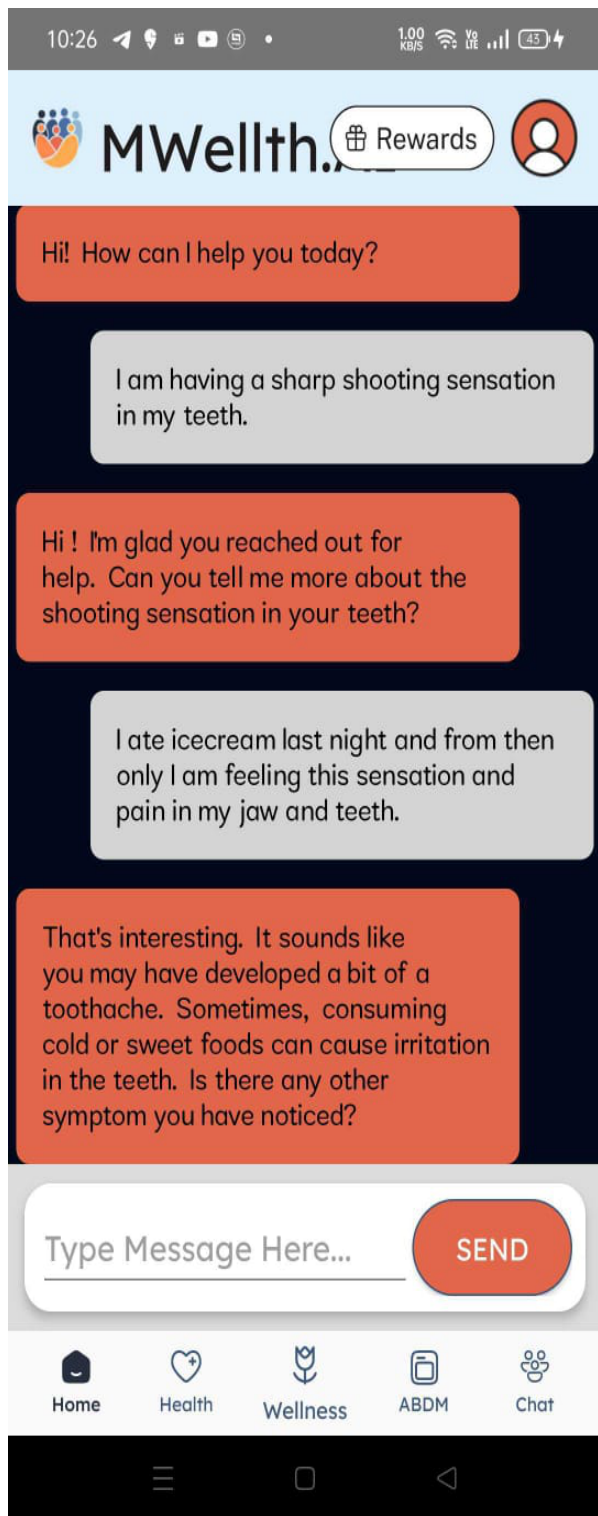 10:26
1.00
KB/S
Vo
LTE
43
MWellth.
Rewards
Hi! How can I help you today?
I am having a sharp shooting sensation
in my teeth.
Hi ! I'm glad you reached out for
help. Can you tell me more about the
shooting sensation in your teeth?
I ate icecream last night and from then
only I am feeling this sensation and
pain in my jaw and teeth.
That's interesting. It sounds like
you may have developed a bit of a
toothache. Sometimes, consuming
cold or sweet foods can cause irritation
in the teeth. Is there any other
symptom you have noticed?
Type Message Here...
SEND
Home
Health
Wellness
ABDM
Chat